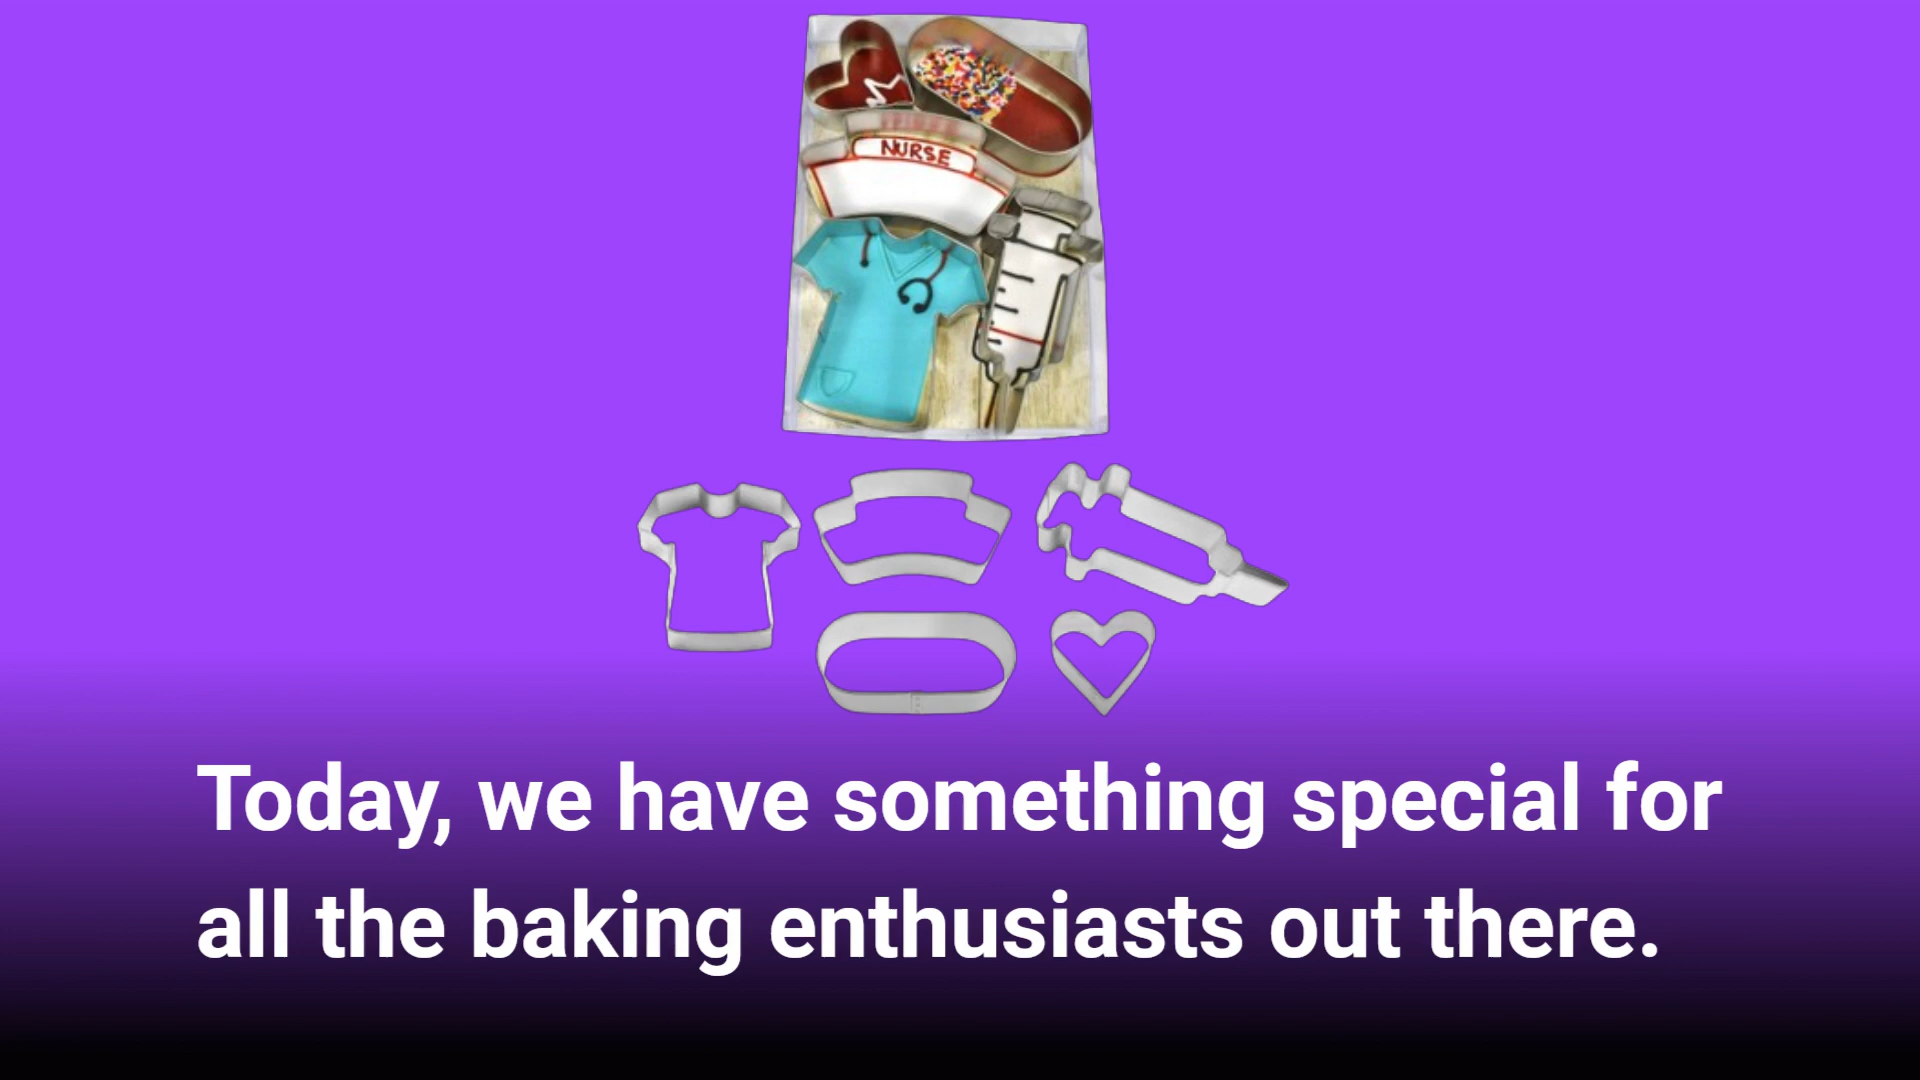 NURSE
Today, we have something special for
all the baking enthusiasts out there.